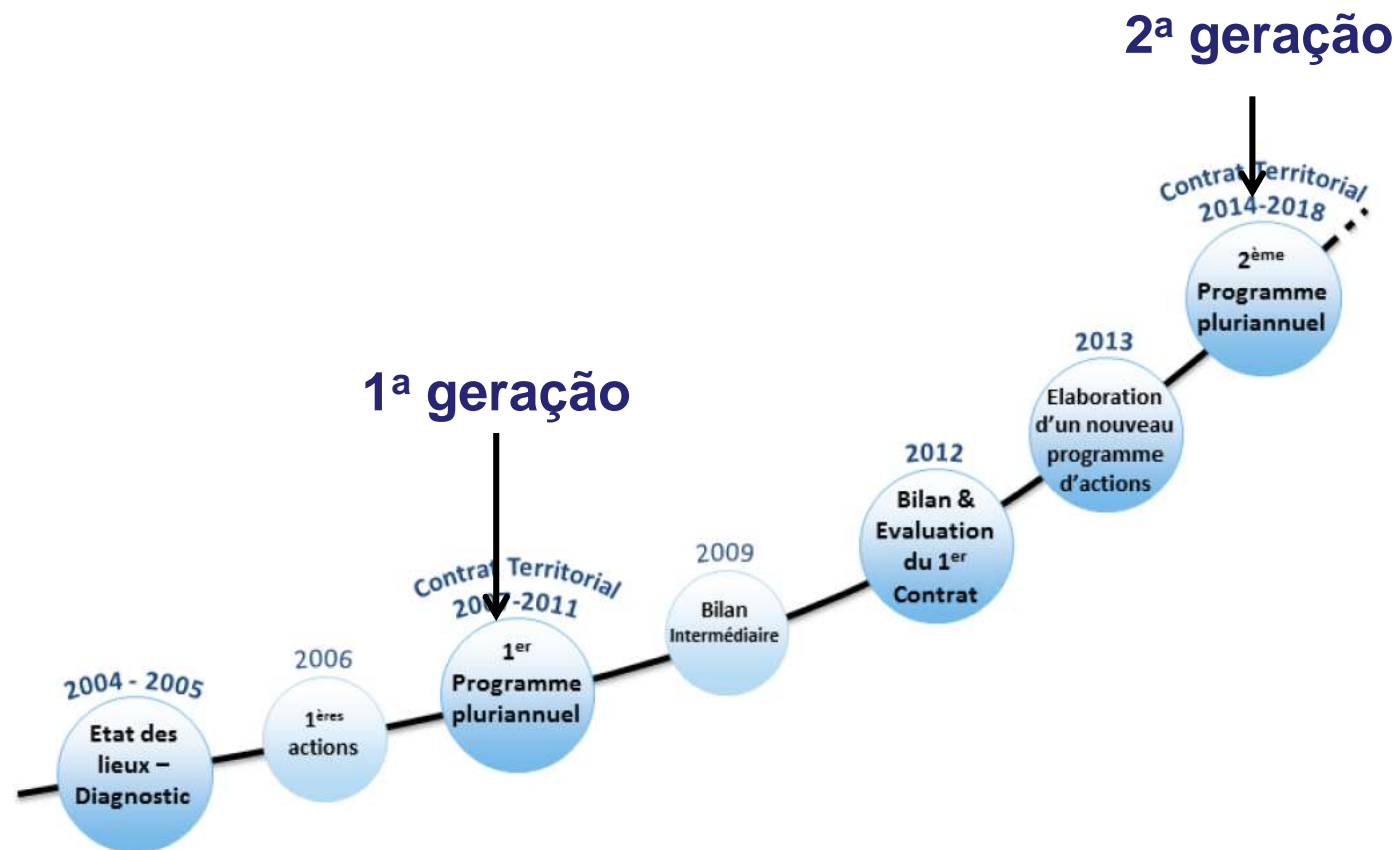 2ª geração
Contrat Territorial
2014-2018
2ème
Programme
pluriannuel
2013
Elaboration
d’un nouveau
programme
d’actions
1ª geração
2012
Bilan &
Evaluation
du 1er
Contrat
2009
Bilan
Intermédiaire
Contrat Territorial
-2011
1er
Programme
pluriannuel
2006
1ères
actions
2004 - 2005
Etat des
lieux –
Diagnostic